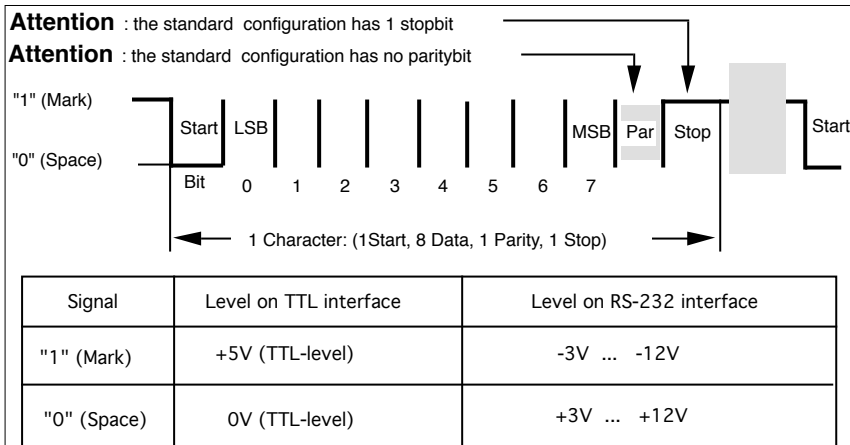 Attention : the standard configuration has 1 stopbit
Attention : the standard configuration has no paritybit
"1" (Mark)
Start LSB MSB Par Stop Start
"0" (Space)
Bit 0 1 2 3 4 5 6 7
1 Character: (1Start, 8 Data, 1 Parity, 1 Stop)
Signal Level on TTL interface Level on RS-232 interface
"1" (Mark) +5V (TTL-level) -3V ... -12V
"0" (Space) 0V (TTL-level) +3V ... +12V